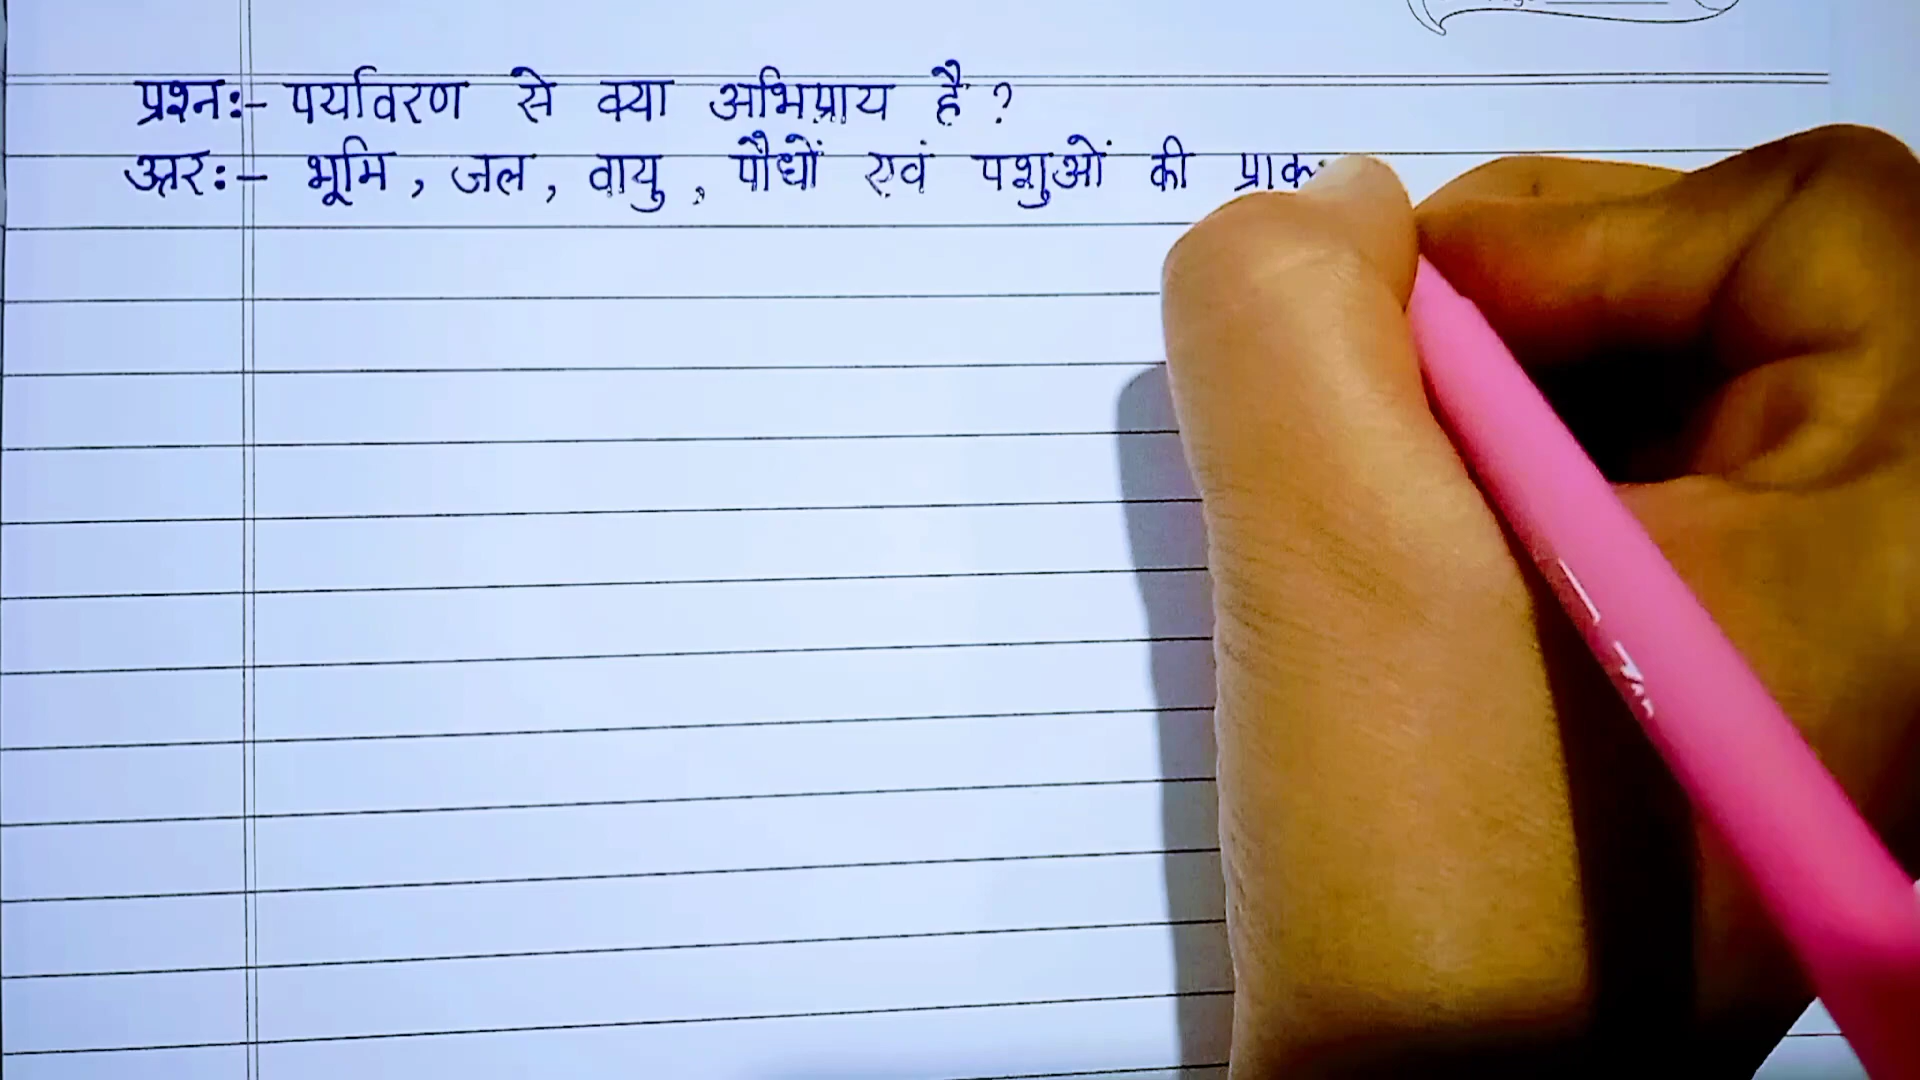 प्रश्न:- पर्यावरण से क्या अभिप्राय है ?
उत्तर:- भूमि, जल, वायु, पौधों एवं पशुओं की